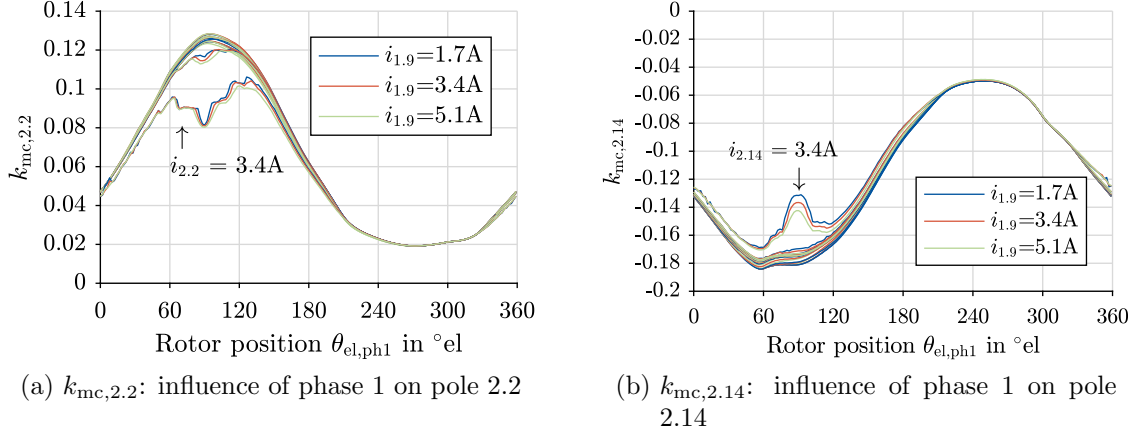 0.14
0.12
0.1
0.08
0.06
0.04
0.02
0
0 60 120 180 240 300 360
k_mc,2.2
Rotor position θ_el,ph1 in °el
i_1.9=1.7A
i_1.9=3.4A
i_1.9=5.1A
i_2.2 = 3.4A
(a) k_mc,2.2: influence of phase 1 on pole 2.2
0
-0.02
-0.04
-0.06
-0.08
-0.1
-0.12
-0.14
-0.16
-0.18
-0.2
0 60 120 180 240 300 360
k_mc,2.14
Rotor position θ_el,ph1 in °el
i_2.14 = 3.4A
i_1.9=1.7A
i_1.9=3.4A
i_1.9=5.1A
(b) k_mc,2.14: influence of phase 1 on pole
2.14